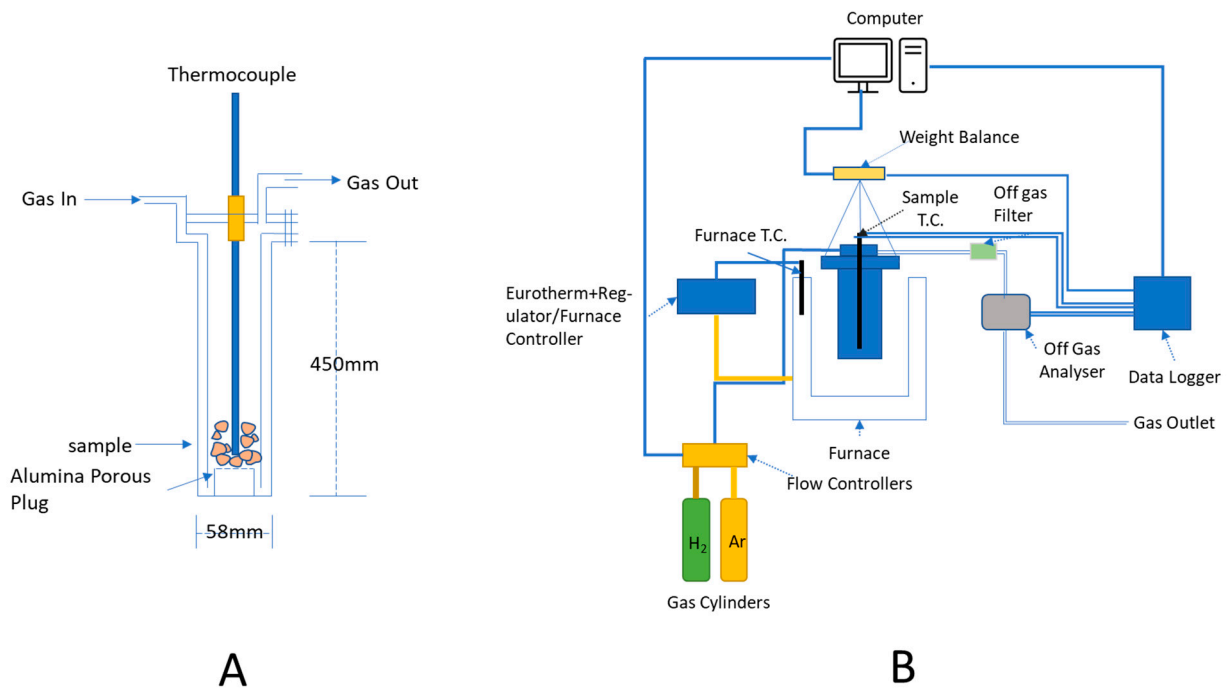 Thermocouple
Gas In
Gas Out
450mm
sample
Alumina Porous
Plug
58mm
A
Computer
Weight Balance
Sample
T.C.
Off gas
Filter
Furnace T.C.
Eurotherm+Reg-
ulator/Furnace
Controller
Off Gas
Analyser
Data Logger
Gas Outlet
Furnace
Flow Controllers
H₂
Ar
Gas Cylinders
B